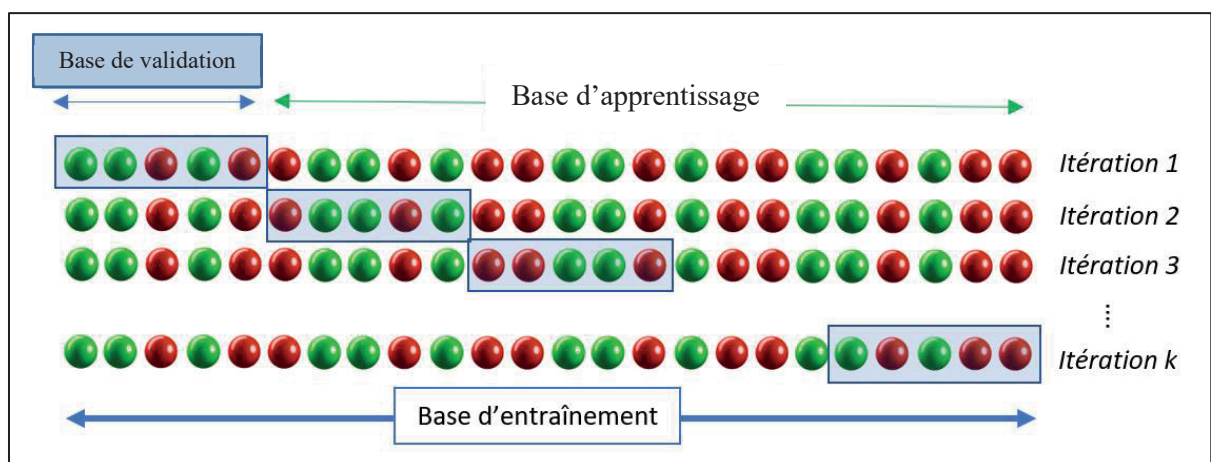 Base de validation
Base d’apprentissage
Itération 1
Itération 2
Itération 3
Itération k
Base d’entraînement